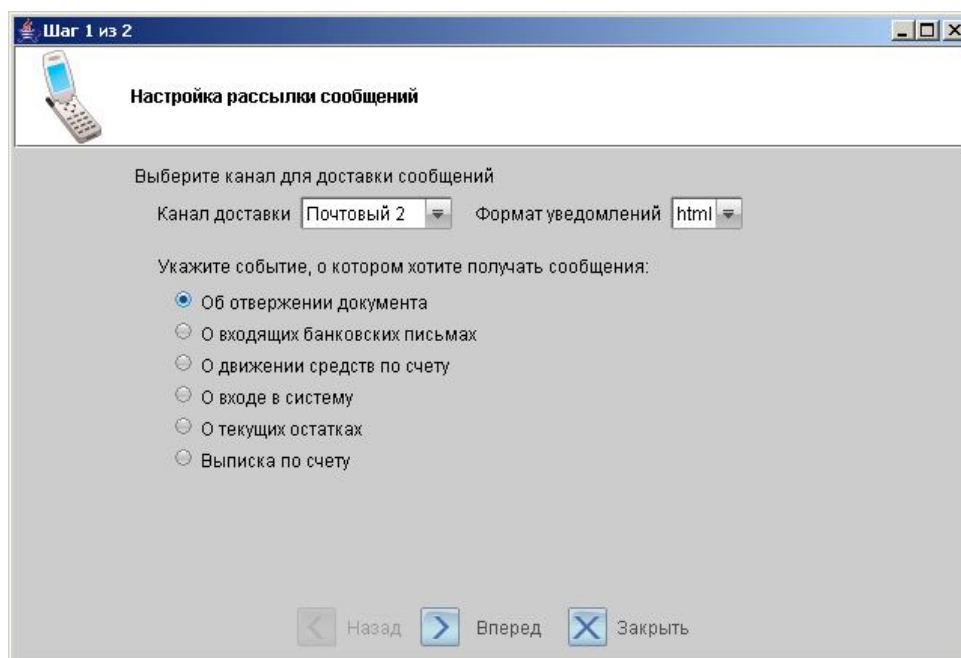 Шаг 1 из 2
Настройка рассылки сообщений
Выберите канал для доставки сообщений
Канал доставки Почтовый 2 Формат уведомлений html
Укажите событие, о котором хотите получать сообщения:
Об отвержении документа
О входящих банковских письмах
О движении средств по счету
О входе в систему
О текущих остатках
Выписка по счету
Назад Вперед Закрыть